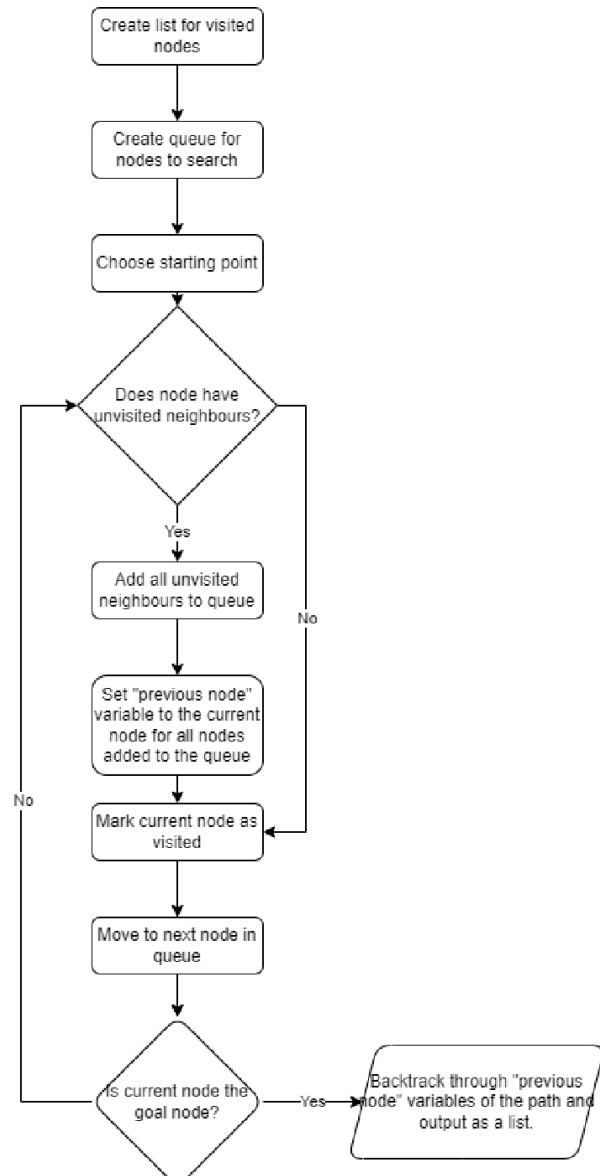 Create list for visited
nodes
Create queue for
nodes to search
Choose starting point
Does node have
unvisited neighbours?
Yes
Add all unvisited
neighbours to queue
No
Set "previous node"
variable to the current
node for all nodes
added to the queue
No
Mark current node as
visited
Move to next node in
queue
Is current node the
goal node?
Yes
Backtrack through "previous
node" variables of the path and
output as a list.